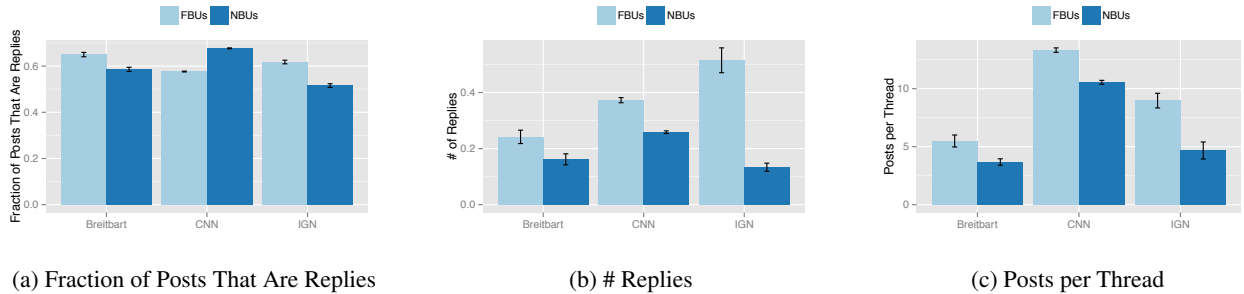 FBUs NBUs
Fraction of Posts That Are Replies
0.6
0.4
0.2
0.0
Breitbart CNN IGN
(a) Fraction of Posts That Are Replies
FBUs NBUs
# of Replies
0.4
0.2
0.0
Breitbart CNN IGN
(b) # Replies
FBUs NBUs
Posts per Thread
10
5
0
Breitbart CNN IGN
(c) Posts per Thread